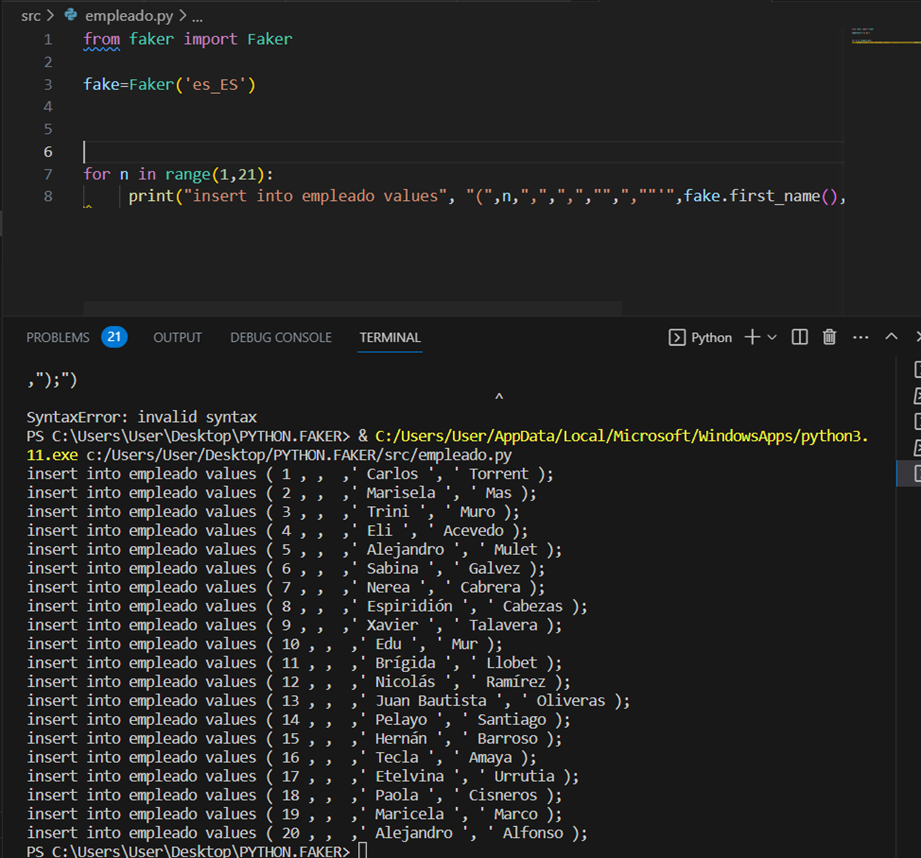 src > empleado.py > ...
1 from faker import Faker
2
3 fake=Faker('es_ES')
4
5
6
7 for n in range(1,21):
8 print("insert into empleado values", "(",n,",",",","",",""'",fake.first_name(),
PROBLEMS 21 OUTPUT DEBUG CONSOLE TERMINAL Python
,");")
^
SyntaxError: invalid syntax
PS C:\Users\User\Desktop\PYTHON.FAKER> & C:/Users/User/AppData/Local/Microsoft/WindowsApps/python3.
11.exe c:/Users/User/Desktop/PYTHON.FAKER/src/empleado.py
insert into empleado values ( 1 , ,  ,' Carlos ', ' Torrent );
insert into empleado values ( 2 , ,  ,' Marisela ', ' Mas );
insert into empleado values ( 3 , ,  ,' Trini ', ' Muro );
insert into empleado values ( 4 , ,  ,' Eli ', ' Acevedo );
insert into empleado values ( 5 , ,  ,' Alejandro ', ' Mulet );
insert into empleado values ( 6 , ,  ,' Sabina ', ' Galvez );
insert into empleado values ( 7 , ,  ,' Nerea ', ' Cabrera );
insert into empleado values ( 8 , ,  ,' Espiridión ', ' Cabezas );
insert into empleado values ( 9 , ,  ,' Xavier ', ' Talavera );
insert into empleado values ( 10 , ,  ,' Edu ', ' Mur );
insert into empleado values ( 11 , ,  ,' Brígida ', ' Llobet );
insert into empleado values ( 12 , ,  ,' Nicolás ', ' Ramírez );
insert into empleado values ( 13 , ,  ,' Juan Bautista ', ' Oliveras );
insert into empleado values ( 14 , ,  ,' Pelayo ', ' Santiago );
insert into empleado values ( 15 , ,  ,' Hernán ', ' Barroso );
insert into empleado values ( 16 , ,  ,' Tecla ', ' Amaya );
insert into empleado values ( 17 , ,  ,' Etelvina ', ' Urrutia );
insert into empleado values ( 18 , ,  ,' Paola ', ' Cisneros );
insert into empleado values ( 19 , ,  ,' Maricela ', ' Marco );
insert into empleado values ( 20 , ,  ,' Alejandro ', ' Alfonso );
PS C:\Users\User\Desktop\PYTHON.FAKER>